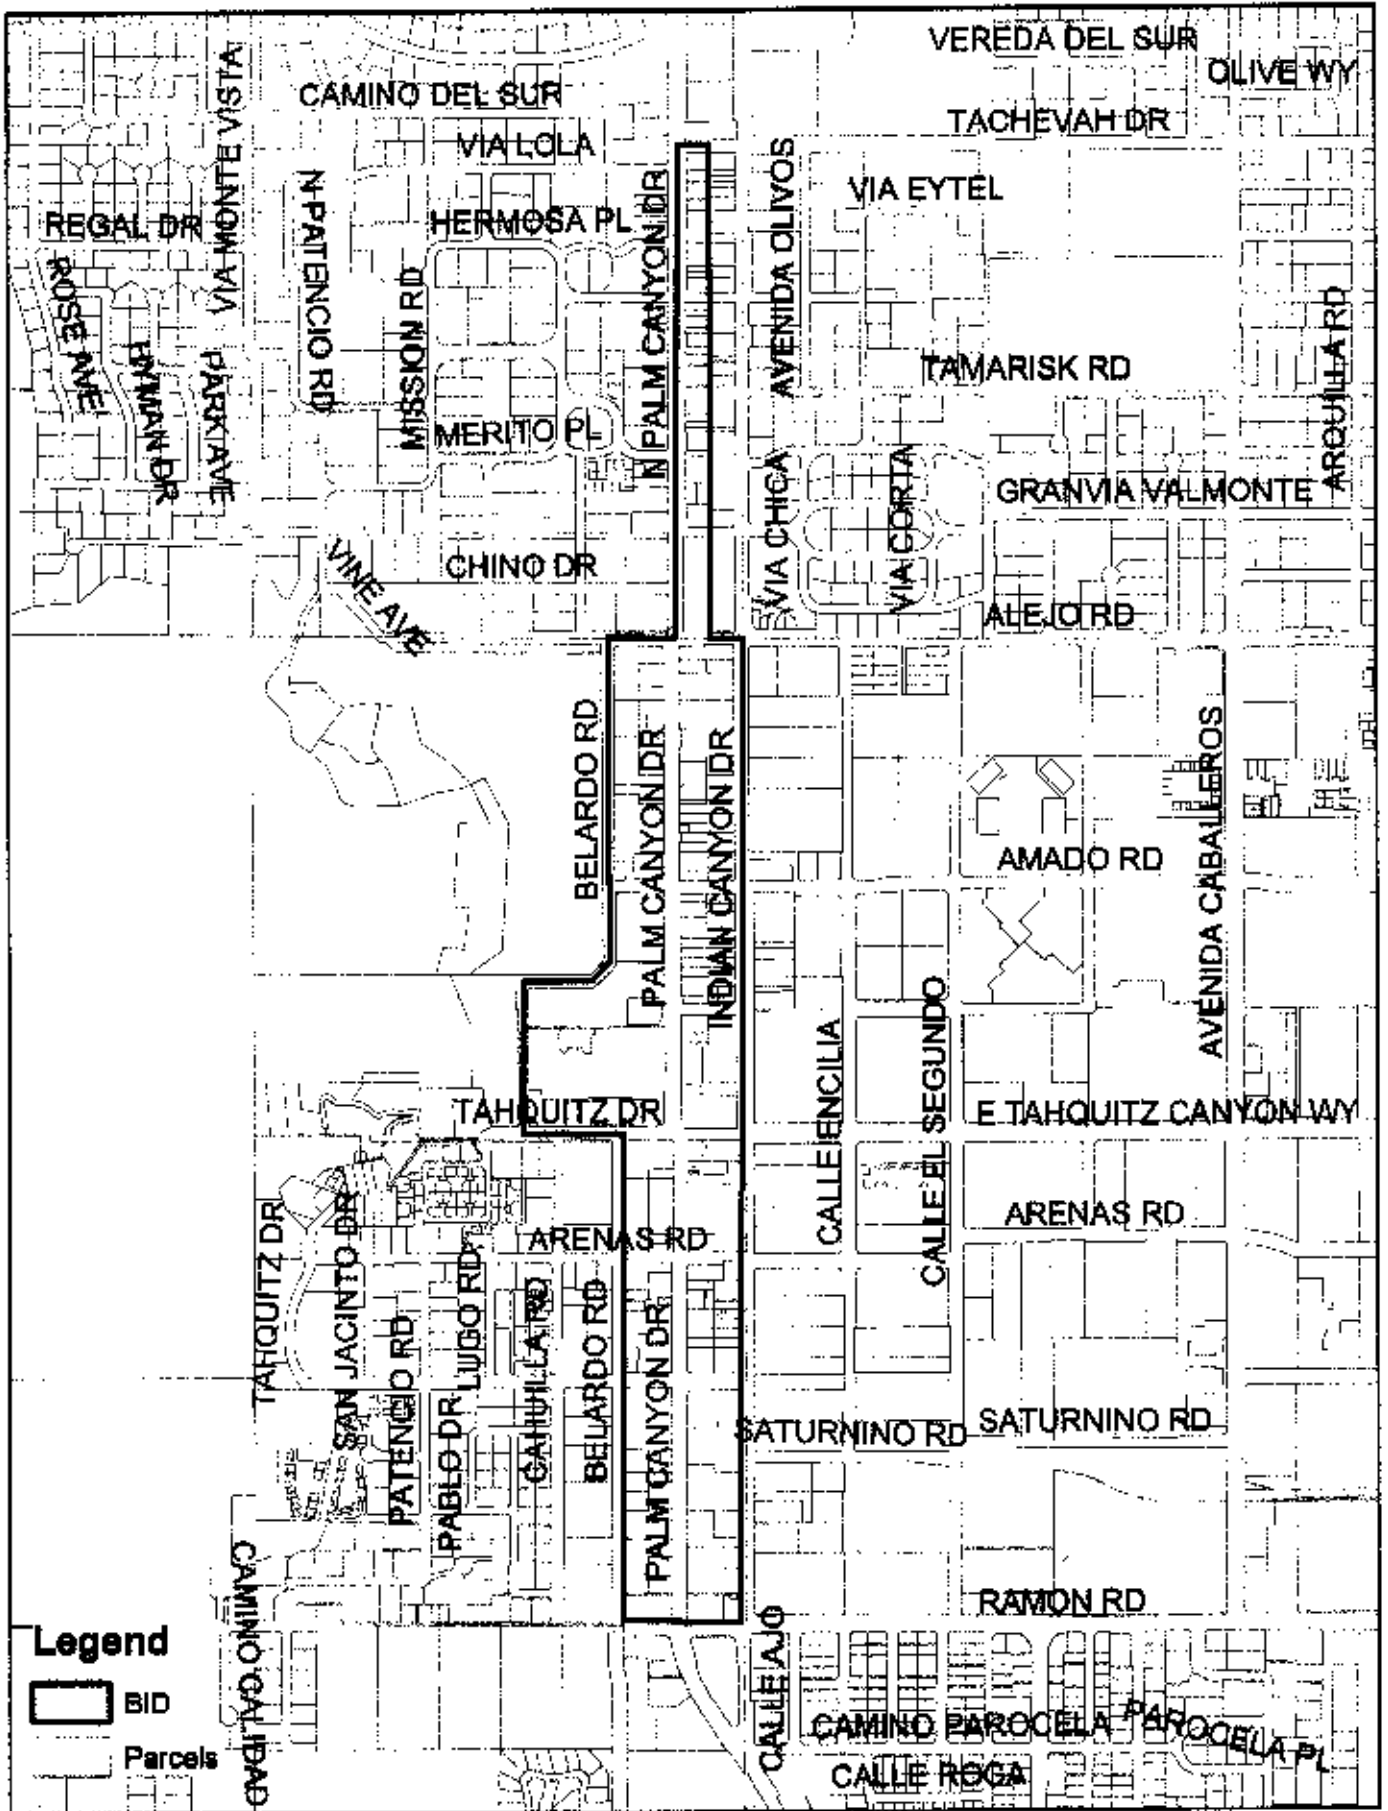 VEREDA DEL SUR
OLIVE WY
CAMINO DEL SUR
TACHEVAH DR
VIA LOLA
VIA MONTE VISTA
N PATENCIO RD
N PALM CANYON DR
AVENIDA OLIVOS
VIA EYTEL
REGAL DR
HERMOSA PL
ROSE AVE
HYMAN DR
PARK AVE
MISSION RD
ARQUILLA RD
TAMARISK RD
MERITO PL
VIA CHICA
VIA CORTA
GRANVIA VALMONTE
VINE AVE
CHINO DR
ALEJO RD
BELARDO RD
PALM CANYON DR
INDIAN CANYON DR
AVENIDA CABALLEROS
AMADO RD
CALLE ENCILIA
CALLE EL SEGUNDO
TAHQUITZ DR
E TAHQUITZ CANYON WY
TAHQUITZ DR
SAN JACINTO DR
ARENAS RD
ARENAS RD
PATENCIO RD
LUGO RD
PABLO DR
CAHUILLA RD
BELARDO RD
PALM CANYON DR
SATURNINO RD
SATURNINO RD
CAMINO CALIDAD
RAMON RD
CALLE AJO
CAMINO PAROCELA
PAROCELA PL
CALLE ROCA
Legend
BID
Parcels